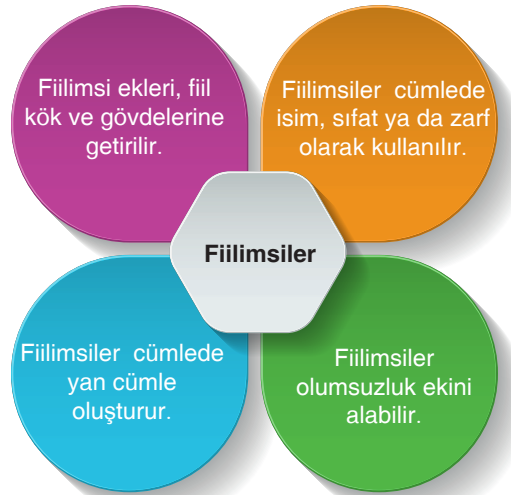 Fiilimsi ekleri, fiil
kök ve gövdelerine
getirilir.
Fiilimsiler cümlede
isim, sıfat ya da zarf
olarak kullanılır.
Fiilimsiler
Fiilimsiler cümlede
yan cümle
oluşturur.
Fiilimsiler
olumsuzluk ekini
alabilir.